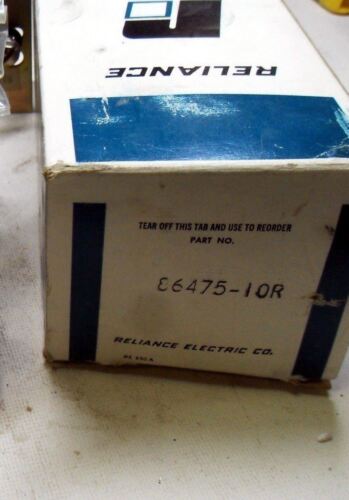 RELIANCE
TEAR OFF THIS TAB AND USE TO REORDER
PART NO.
86475-10R
RELIANCE ELECTRIC CO.